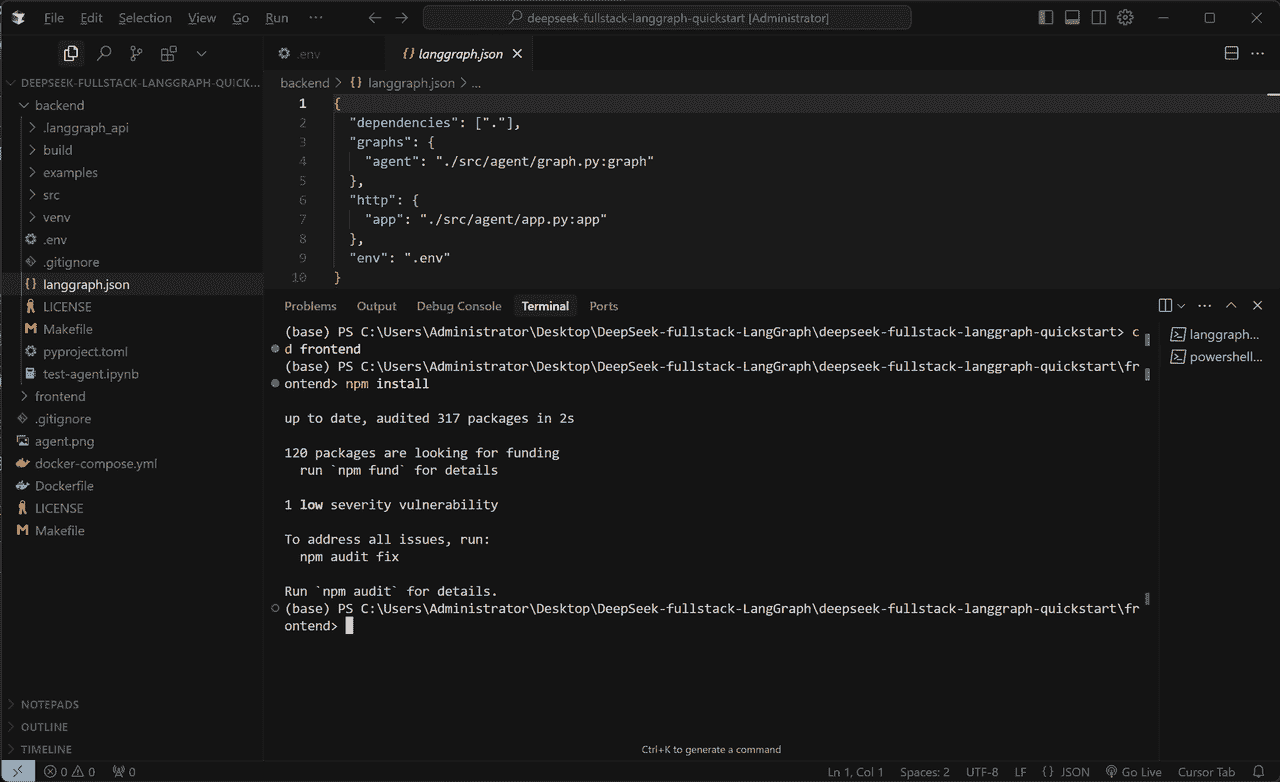 File Edit Selection View Go Run ··· deepseek-fullstack-langgraph-quickstart [Administrator]
.env langgraph.json
DEEPSEEK-FULLSTACK-LANGGRAPH-QUICK...
backend
.langgraph_api
build
examples
src
venv
.env
.gitignore
langgraph.json
LICENSE
Makefile
pyproject.toml
test-agent.ipynb
frontend
.gitignore
agent.png
docker-compose.yml
Dockerfile
LICENSE
Makefile
NOTEPADS
OUTLINE
TIMELINE
backend > {} langgraph.json > ...
1 {
2 "dependencies": ["."],
3 "graphs": {
4 "agent": "./src/agent/graph.py:graph"
5 },
6 "http": {
7 "app": "./src/agent/app.py:app"
8 },
9 "env": ".env"
10 }
Problems Output Debug Console Terminal Ports
(base) PS C:\Users\Administrator\Desktop\DeepSeek-fullstack-LangGraph\deepseek-fullstack-langgraph-quickstart> c
d frontend
(base) PS C:\Users\Administrator\Desktop\DeepSeek-fullstack-LangGraph\deepseek-fullstack-langgraph-quickstart\fr
ontend> npm install
up to date, audited 317 packages in 2s
120 packages are looking for funding
run `npm fund` for details
1 low severity vulnerability
To address all issues, run:
npm audit fix
Run `npm audit` for details.
(base) PS C:\Users\Administrator\Desktop\DeepSeek-fullstack-LangGraph\deepseek-fullstack-langgraph-quickstart\fr
ontend>
langgraph...
powershell...
Ctrl+K to generate a command
0 0 0 Ln 1, Col 1 Spaces: 2 UTF-8 LF {} JSON Go Live Cursor Tab